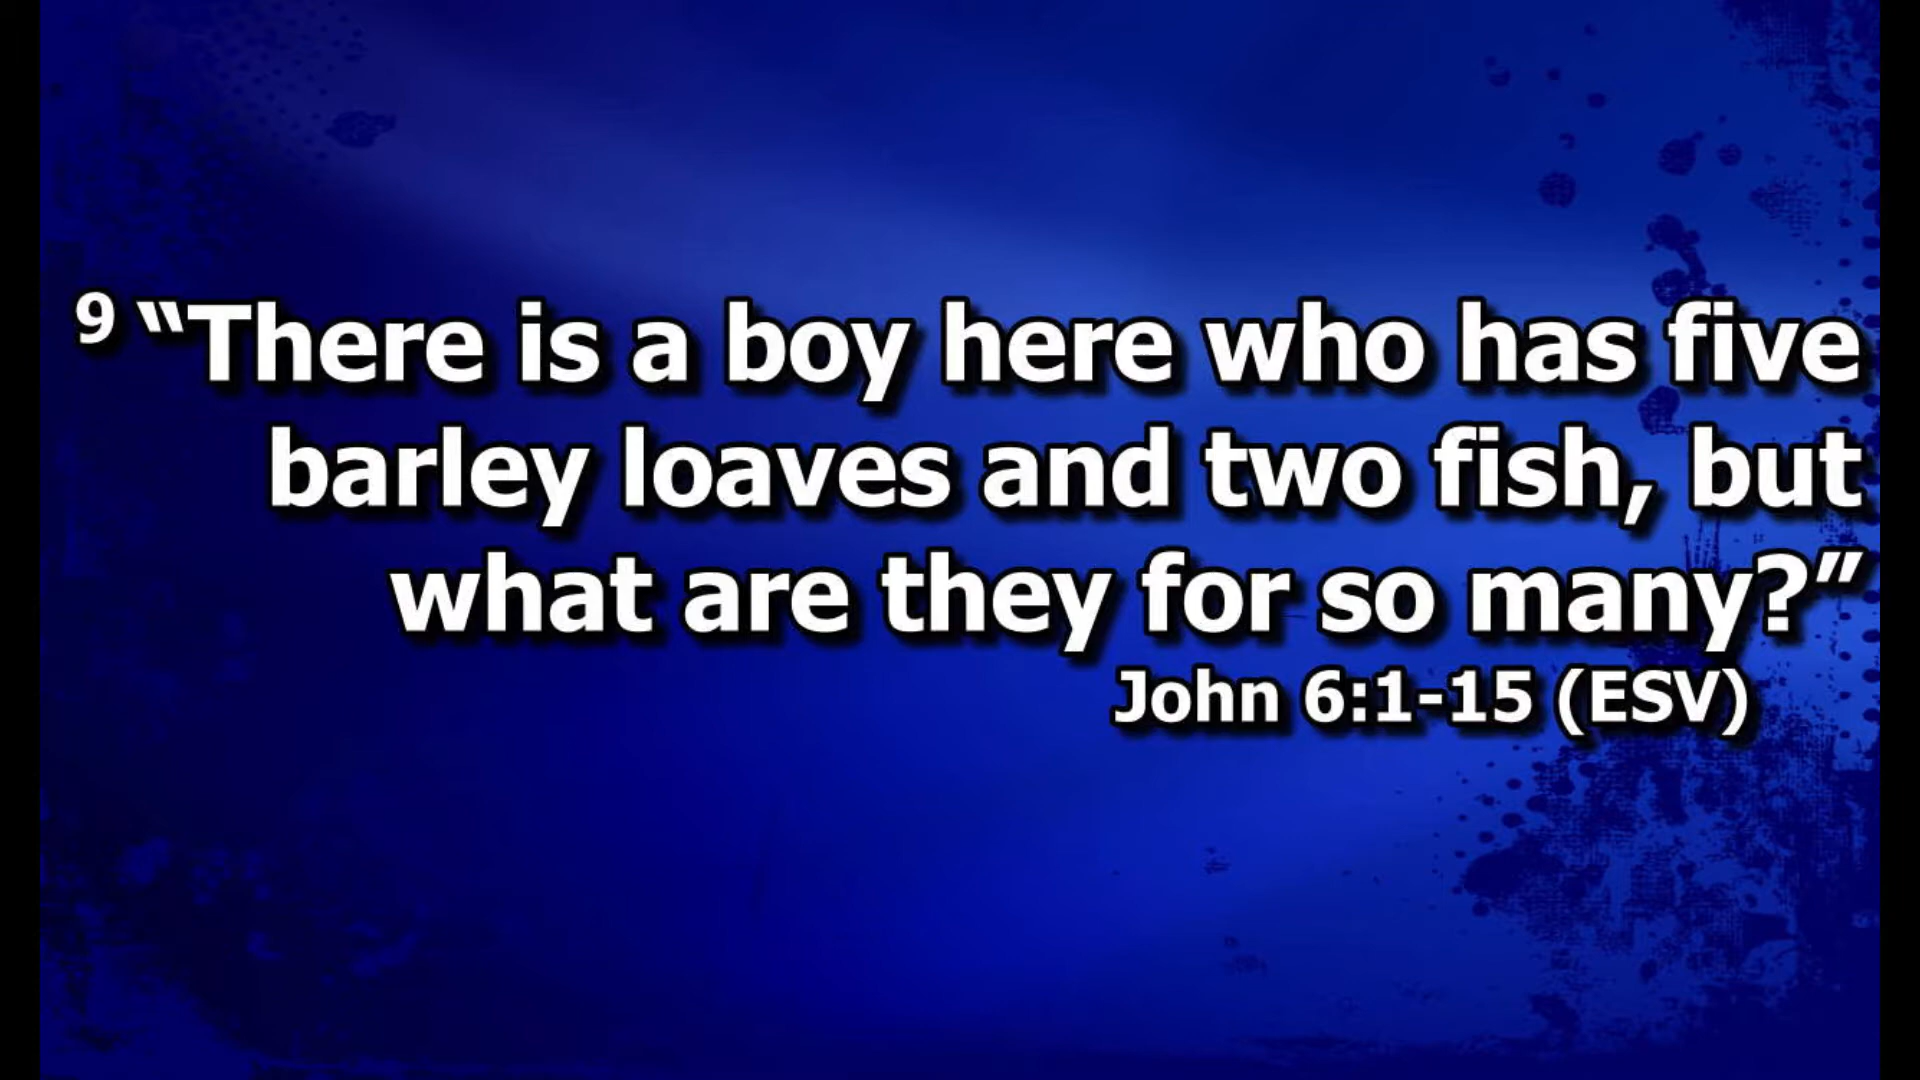 9 “There is a boy here who has five
barley loaves and two fish, but
what are they for so many?”
John 6:1-15 (ESV)